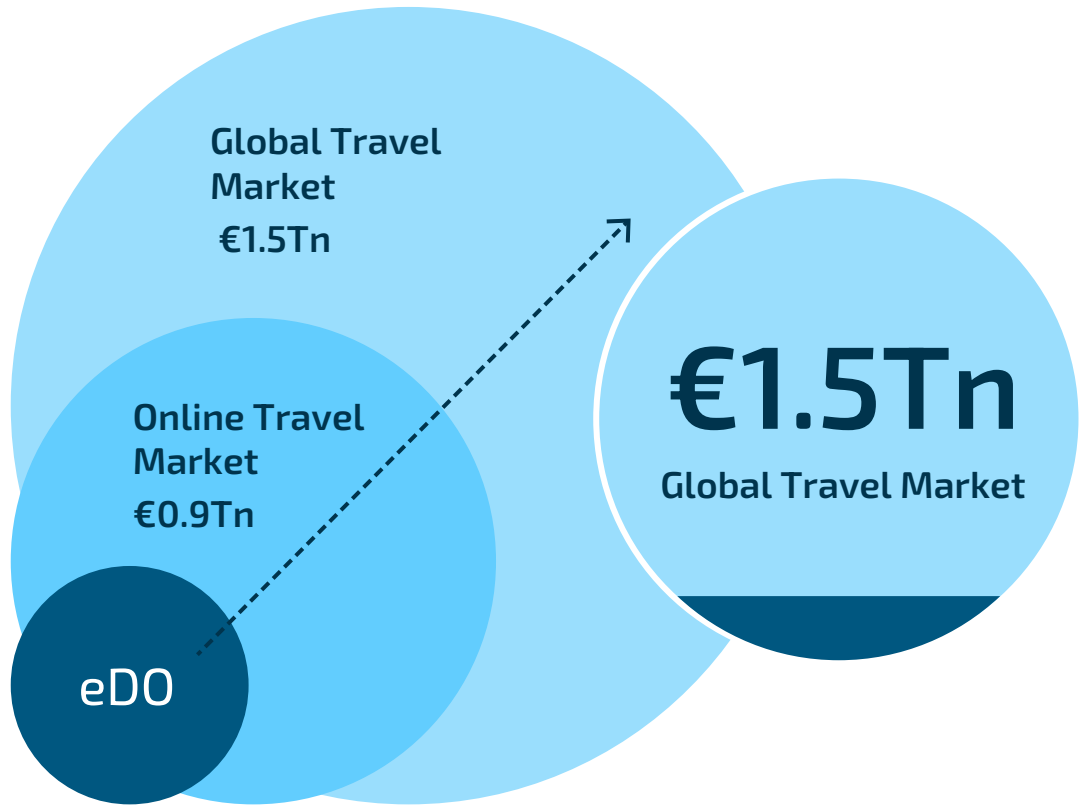 Global Travel
Market
€1.5Tn
Online Travel
Market
€0.9Tn
eDO
€1.5Tn
Global Travel Market